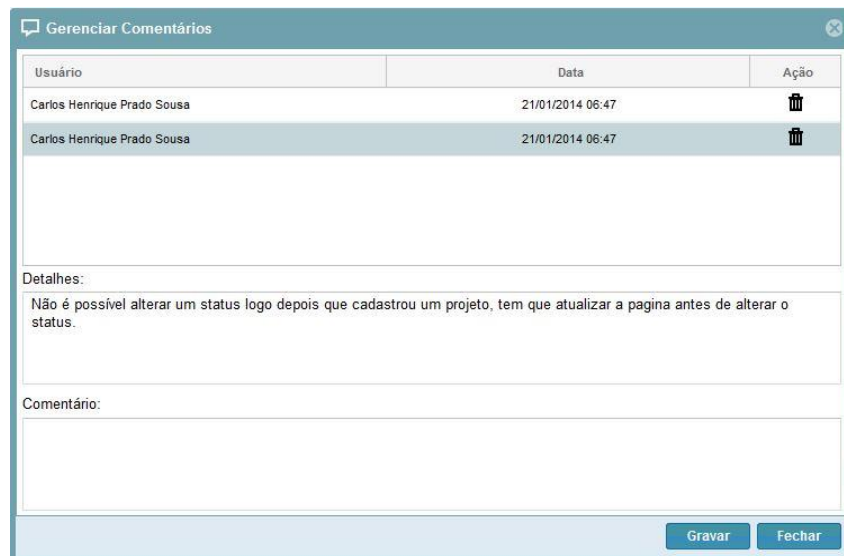 Gerenciar Comentários
Usuário Data Ação
Carlos Henrique Prado Sousa 21/01/2014 06:47
Carlos Henrique Prado Sousa 21/01/2014 06:47
Detalhes:
Não é possível alterar um status logo depois que cadastrou um projeto, tem que atualizar a pagina antes de alterar o
status.
Comentário:
Gravar Fechar